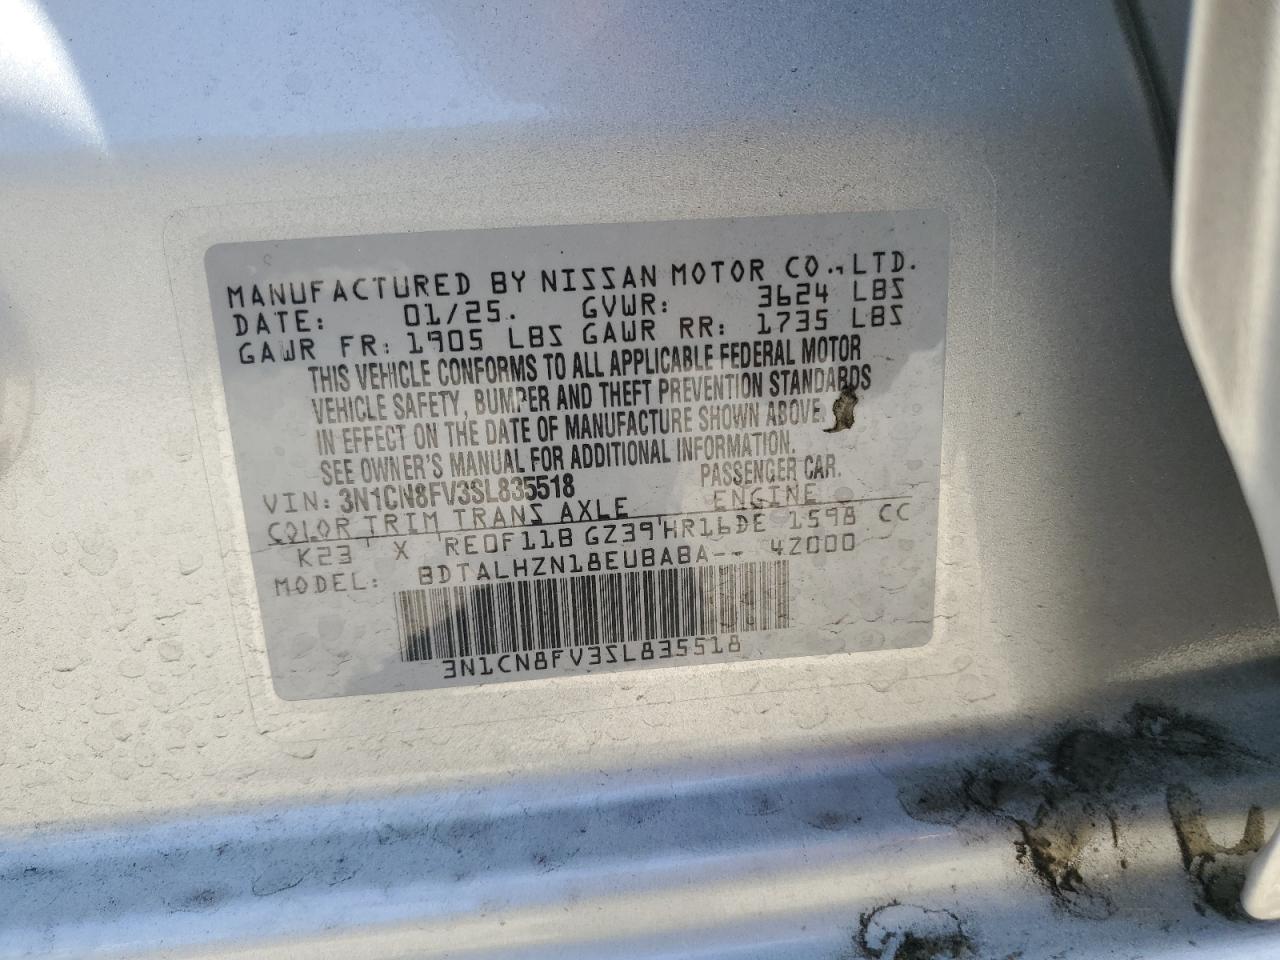 MANUFACTURED BY NISSAN MOTOR CO.,LTD.
DATE: 01/25. GVWR: 3624 LBS
GAWR FR: 1905 LBS GAWR RR: 1735 LBS
THIS VEHICLE CONFORMS TO ALL APPLICABLE FEDERAL MOTOR
VEHICLE SAFETY, BUMPER AND THEFT PREVENTION STANDARDS
IN EFFECT ON THE DATE OF MANUFACTURE SHOWN ABOVE.
SEE OWNER'S MANUAL FOR ADDITIONAL INFORMATION.
VIN: 3N1CN8FV3SL835518 PASSENGER CAR.
COLOR TRIM TRANS AXLE ENGINE
K23 X RE0F11B GZ39 HR16DE 1598 CC
MODEL: BDTALHZN18EUBABA-- 4Z000
3N1CN8FV3SL835518